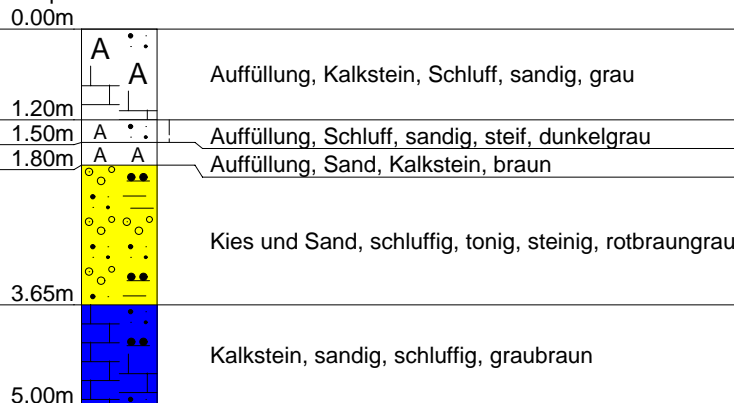 0.00m
A
A
Auffüllung, Kalkstein, Schluff, sandig, grau
1.20m
1.50m
A
Auffüllung, Schluff, sandig, steif, dunkelgrau
1.80m
A A
Auffüllung, Sand, Kalkstein, braun
Kies und Sand, schluffig, tonig, steinig, rotbraungrau
3.65m
Kalkstein, sandig, schluffig, graubraun
5.00m